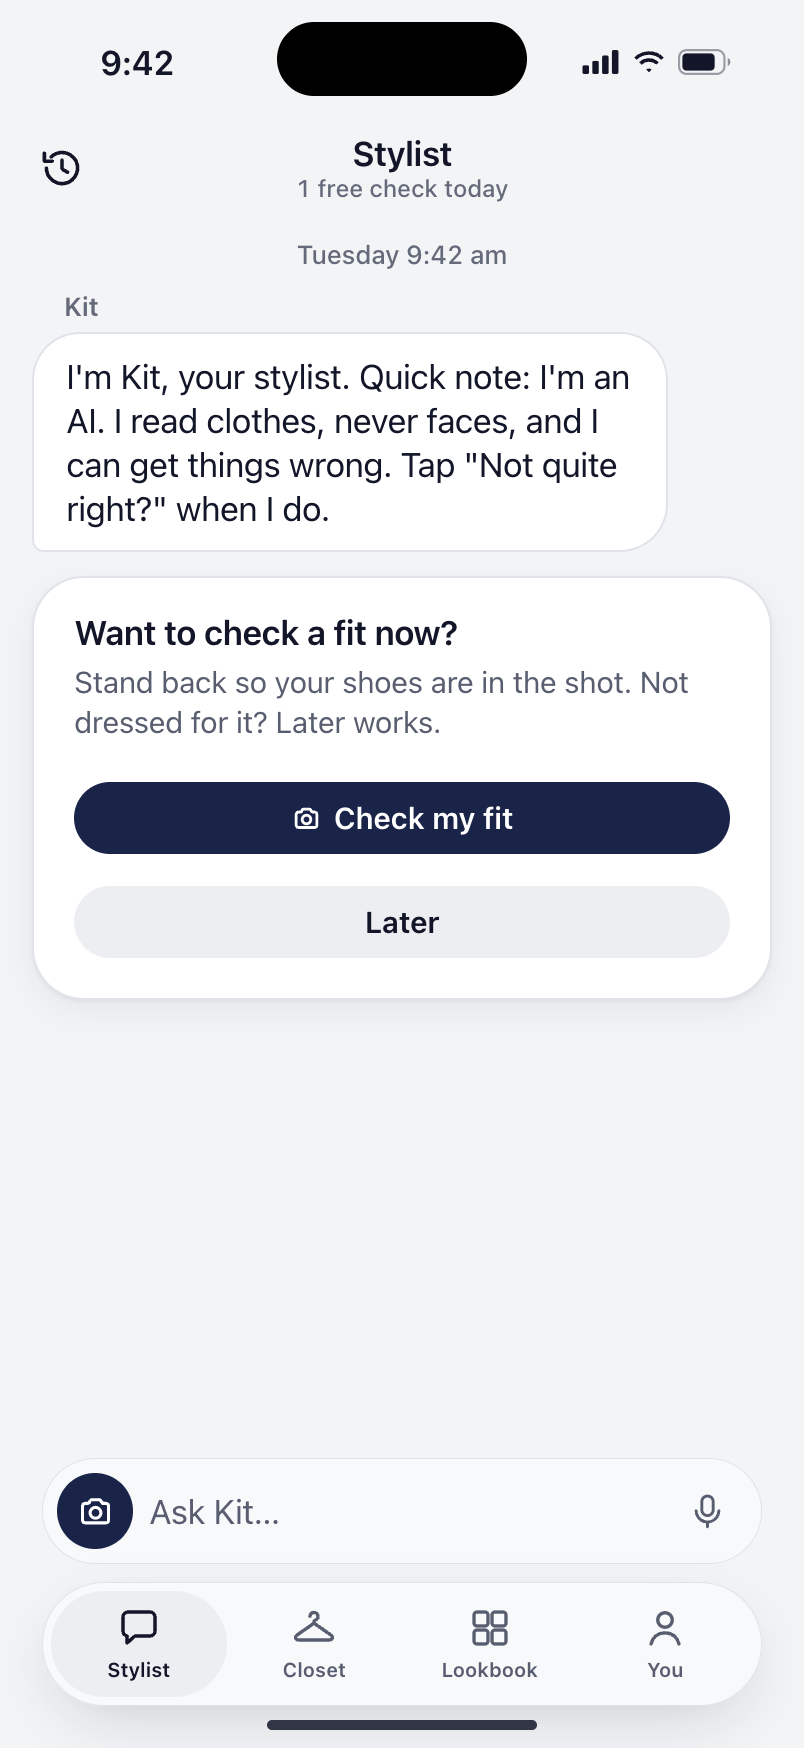 9:42
Stylist
1 free check today
Tuesday 9:42 am
Kit
I'm Kit, your stylist. Quick note: I'm an
AI. I read clothes, never faces, and I
can get things wrong. Tap "Not quite
right?" when I do.
Want to check a fit now?
Stand back so your shoes are in the shot. Not
dressed for it? Later works.
Check my fit
Later
Ask Kit...
Stylist
Closet
Lookbook
You